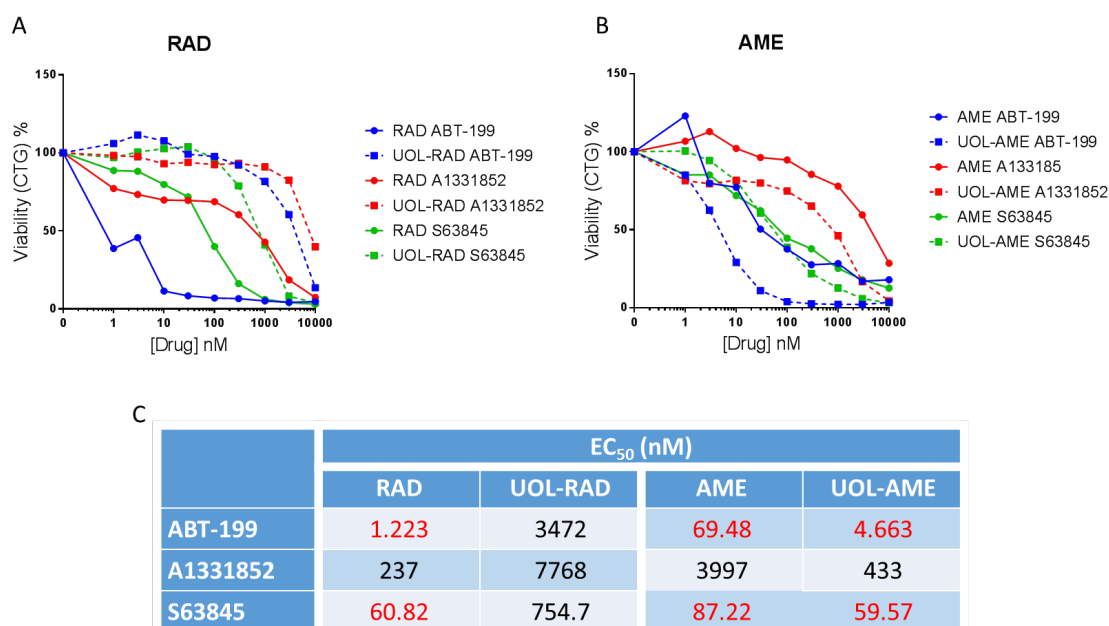 A
RAD
150
100
50
0
Viability (CTG) %
0 1 10 100 1000 10000
[Drug] nM
RAD ABT-199
UOL-RAD ABT-199
RAD A1331852
UOL-RAD A1331852
RAD S63845
UOL-RAD S63845
B
AME
150
100
50
0
Viability (CTG) %
0 1 10 100 1000 10000
[Drug] nM
AME ABT-199
UOL-AME ABT-199
AME A133185
UOL-AME A1331852
AME S63845
UOL-AME S63845
C
EC50 (nM)
RAD UOL-RAD AME UOL-AME
ABT-199 1.223 3472 69.48 4.663
A1331852 237 7768 3997 433
S63845 60.82 754.7 87.22 59.57